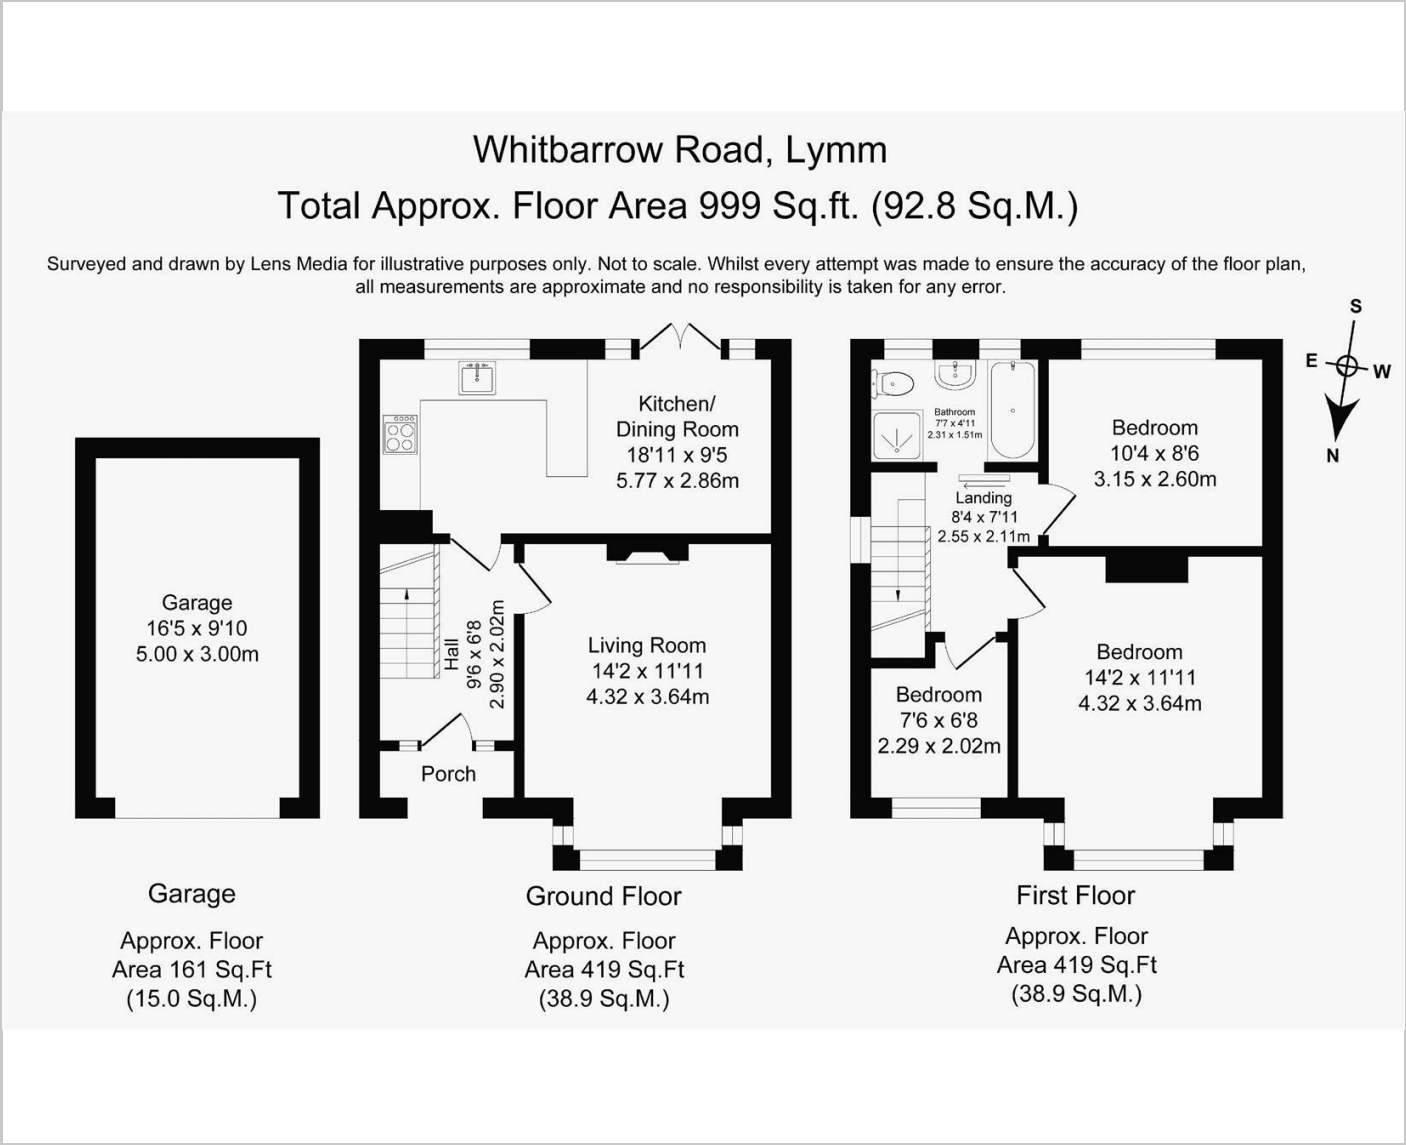 Whitbarrow Road, Lymm
Total Approx. Floor Area 999 Sq.ft. (92.8 Sq.M.)
Surveyed and drawn by Lens Media for illustrative purposes only. Not to scale. Whilst every attempt was made to ensure the accuracy of the floor plan,
all measurements are approximate and no responsibility is taken for any error.
S
E
W
N
Garage
16'5 x 9'10
5.00 x 3.00m
Kitchen/
Dining Room
18'11 x 9'5
5.77 x 2.86m
Hall
9'6 x 6'8
2.90 x 2.02m
Living Room
14'2 x 11'11
4.32 x 3.64m
Porch
Bathroom
7'7 x 4'11
2.31 x 1.51m
Bedroom
10'4 x 8'6
3.15 x 2.60m
Landing
8'4 x 7'11
2.55 x 2.11m
Bedroom
14'2 x 11'11
4.32 x 3.64m
Bedroom
7'6 x 6'8
2.29 x 2.02m
Garage
Approx. Floor
Area 161 Sq.Ft
(15.0 Sq.M.)
Ground Floor
Approx. Floor
Area 419 Sq.Ft
(38.9 Sq.M.)
First Floor
Approx. Floor
Area 419 Sq.Ft
(38.9 Sq.M.)